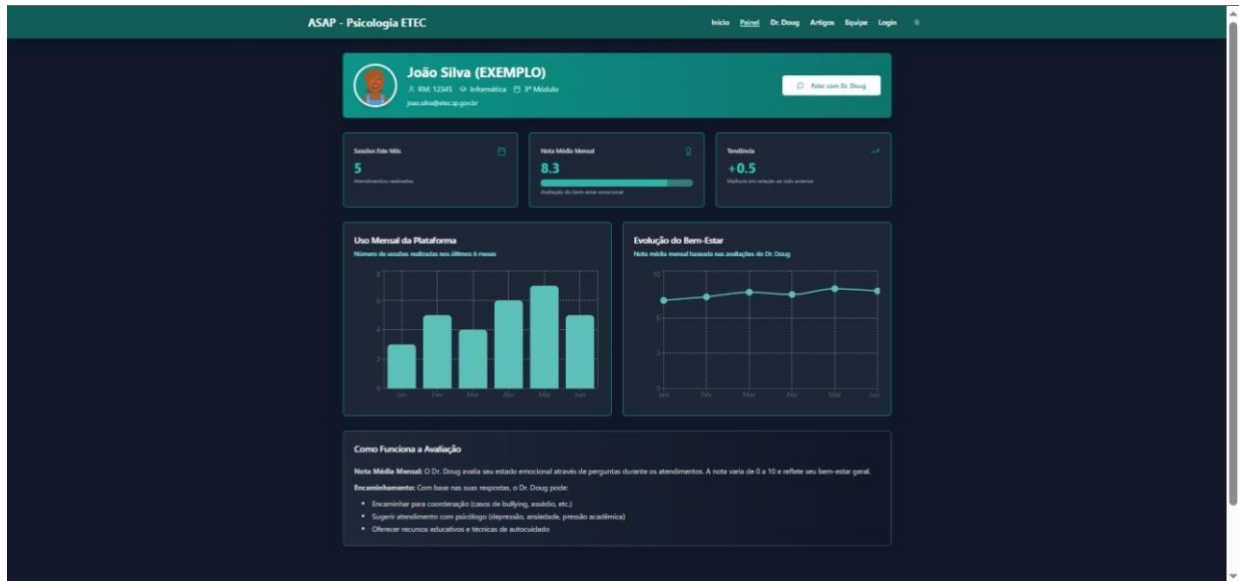 ASAP - Psicologia ETEC
Início Painel Dr. Doug Artigos Equipe Login
João Silva (EXEMPLO)
RM: 12345 Informática 3º Módulo
joao.silva@etec.sp.gov.br
Falar com Dr. Doug
Sessões Este Mês
5
Atendimentos realizados
Nota Média Mensal
8.3
Avaliação do bem-estar emocional
Tendência
+0.5
Melhora em relação ao mês anterior
Uso Mensal da Plataforma
Número de sessões realizadas nos últimos 6 meses
8
6
4
2
0
Jan Fev Mar Abr Mai Jun
Evolução do Bem-Estar
Nota média mensal baseada nas avaliações do Dr. Doug
10
6
3
0
Jan Fev Mar Abr Mai Jun
Como Funciona a Avaliação
Nota Média Mensal: O Dr. Doug avalia seu estado emocional através de perguntas durante os atendimentos. A nota varia de 0 a 10 e reflete seu bem-estar geral.
Encaminhamento: Com base nas suas respostas, o Dr. Doug pode:
• Encaminhar para coordenação (casos de bullying, assédio, etc.)
• Sugerir atendimento com psicólogo (depressão, ansiedade, pressão acadêmica)
• Oferecer recursos educativos e técnicas de autocuidado